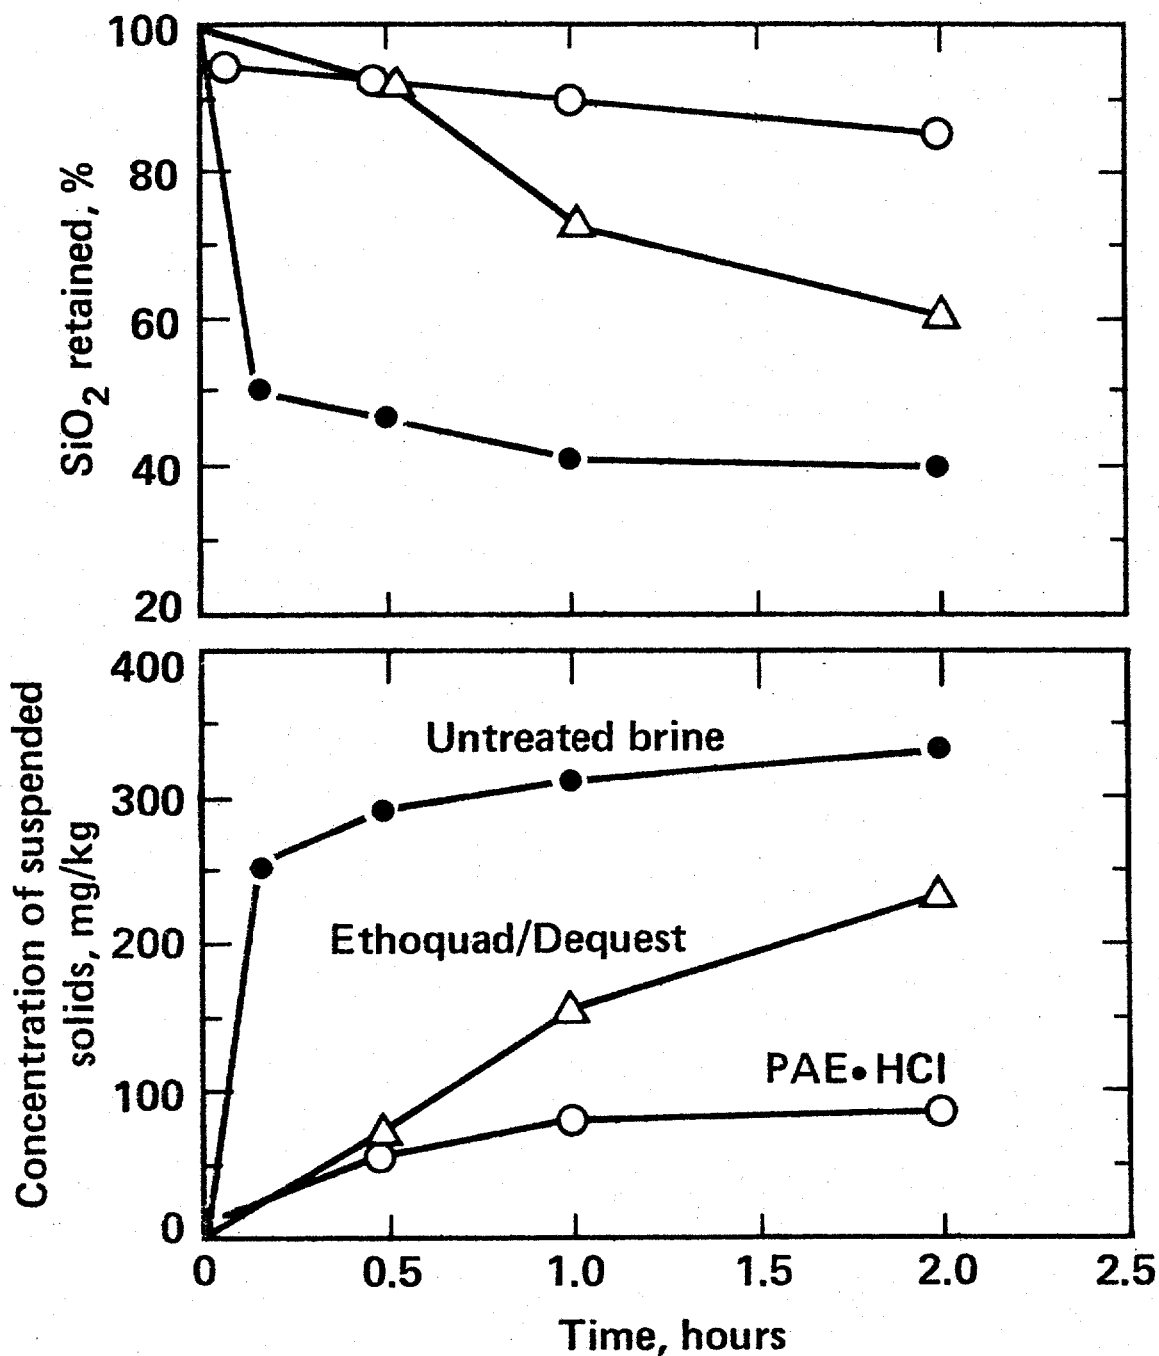 100
80
60
40
20
SiO2 retained, %
400
300
200
100
0
Concentration of suspended
solids, mg/kg
Untreated brine
Ethoquad/Dequest
PAE•HCl
0 0.5 1.0 1.5 2.0 2.5
Time, hours